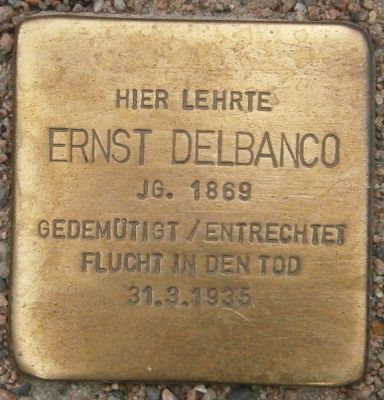 HIER LEHRTE
ERNST DELBANCO
JG. 1869
GEDEMÜTIGT / ENTRECHTET
FLUCHT IN DEN TOD
31.3.1935